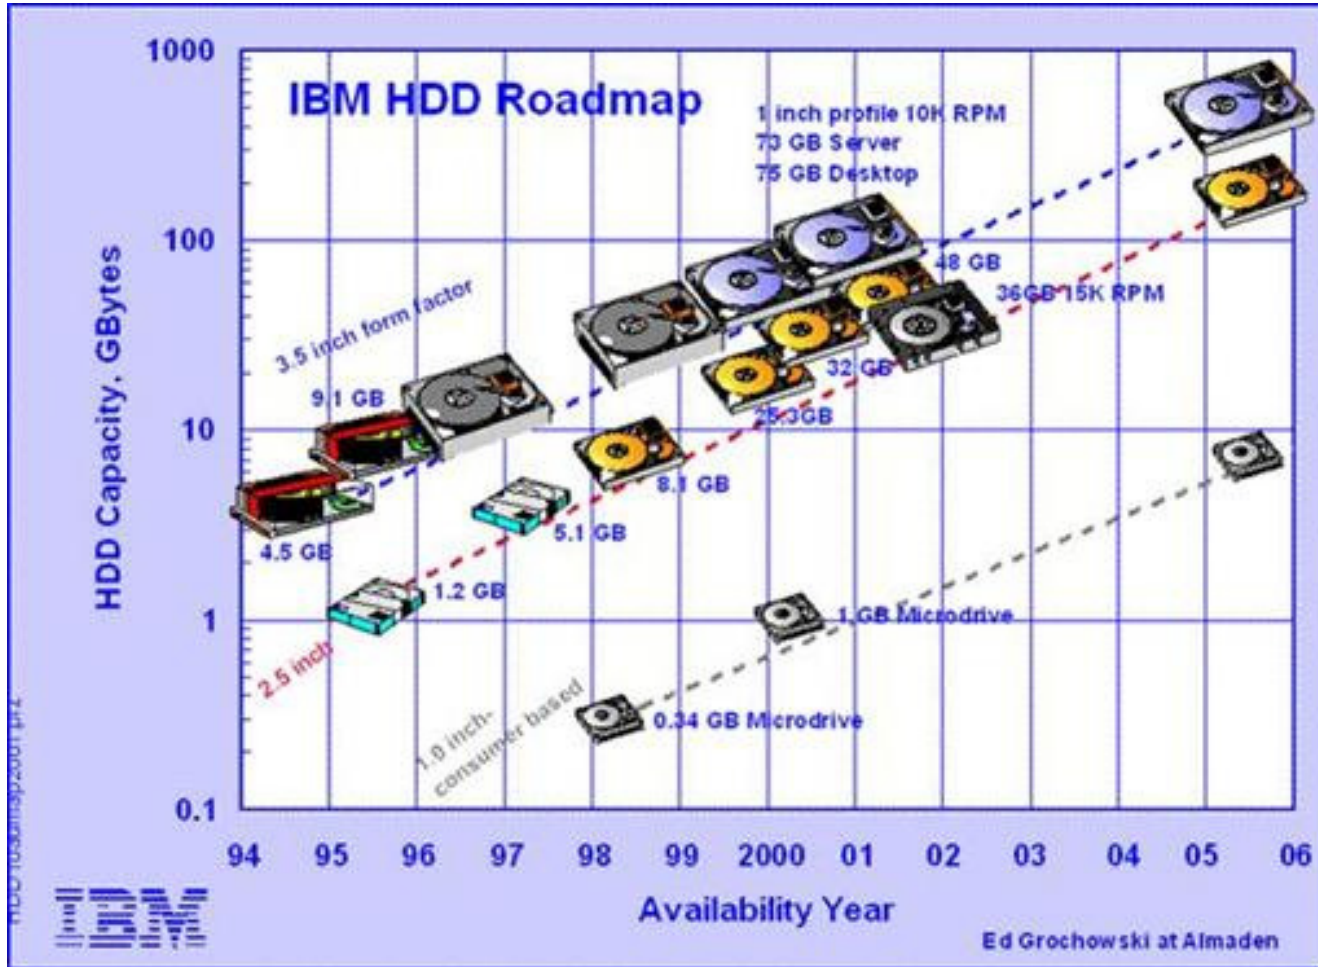 IBM HDD Roadmap
1 inch profile 10K RPM
73 GB Server
75 GB Desktop
1000
100
10
1
0.1
HDD Capacity, GBytes
3.5 inch form factor
9.1 GB
4.5 GB
48 GB
36GB 15K RPM
32 GB
25.3GB
8.1 GB
5.1 GB
1.2 GB
2.5 inch
1 GB Microdrive
0.34 GB Microdrive
1.0 inch-
consumer based
94 95 96 97 98 99 2000 01 02 03 04 05 06
Availability Year
IBM
Ed Grochowski at Almaden